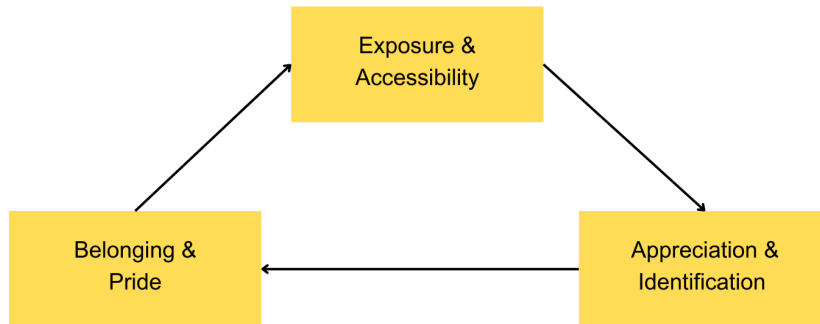 Exposure &
Accessibility
Belonging &
Pride
Appreciation &
Identification